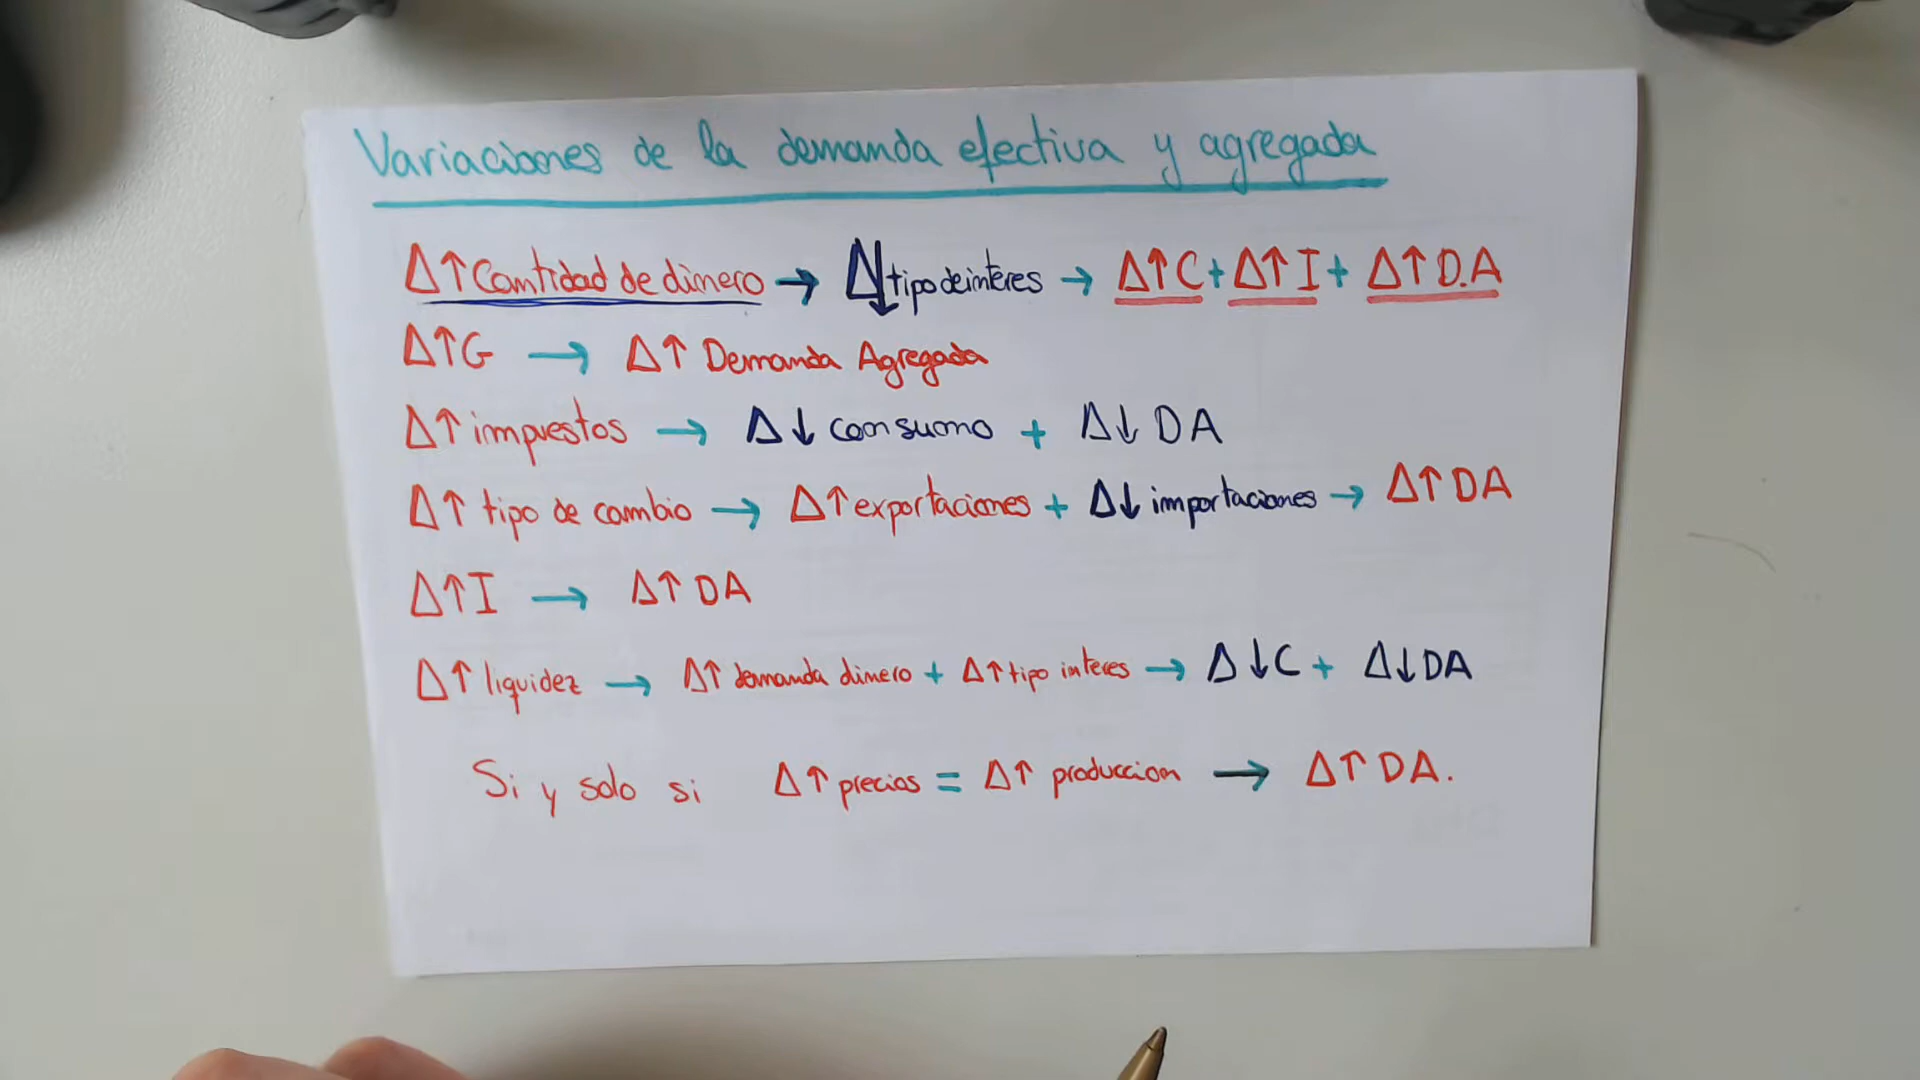 Variaciones de la demanda efectiva y agregada
Δ↑ Cantidad de dinero → Δ↓ tipo de interes → Δ↑ C + Δ↑ I + Δ↑ D.A
Δ↑ G → Δ↑ Demanda Agregada
Δ↑ impuestos → Δ↓ consumo + Δ↓ DA
Δ↑ tipo de cambio → Δ↑ exportaciones + Δ↓ importaciones → Δ↑ DA
Δ↑ I → Δ↑ DA
Δ↑ liquidez → Δ↑ demanda dinero + Δ↑ tipo interes → Δ↓ C + Δ↓ DA
Si y solo si Δ↑ precios = Δ↑ produccion → Δ↑ DA.